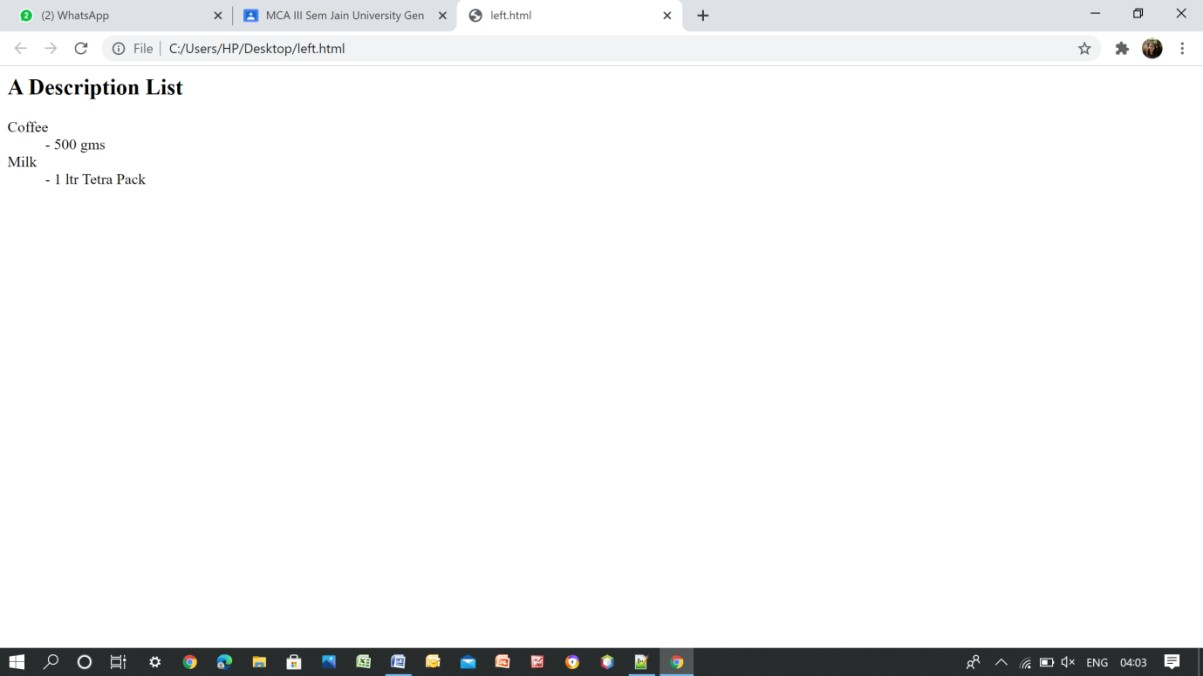 (2) WhatsApp
MCA III Sem Jain University Gen
left.html
File
C:/Users/HP/Desktop/left.html
A Description List
Coffee
- 500 gms
Milk
- 1 ltr Tetra Pack
ENG
04:03